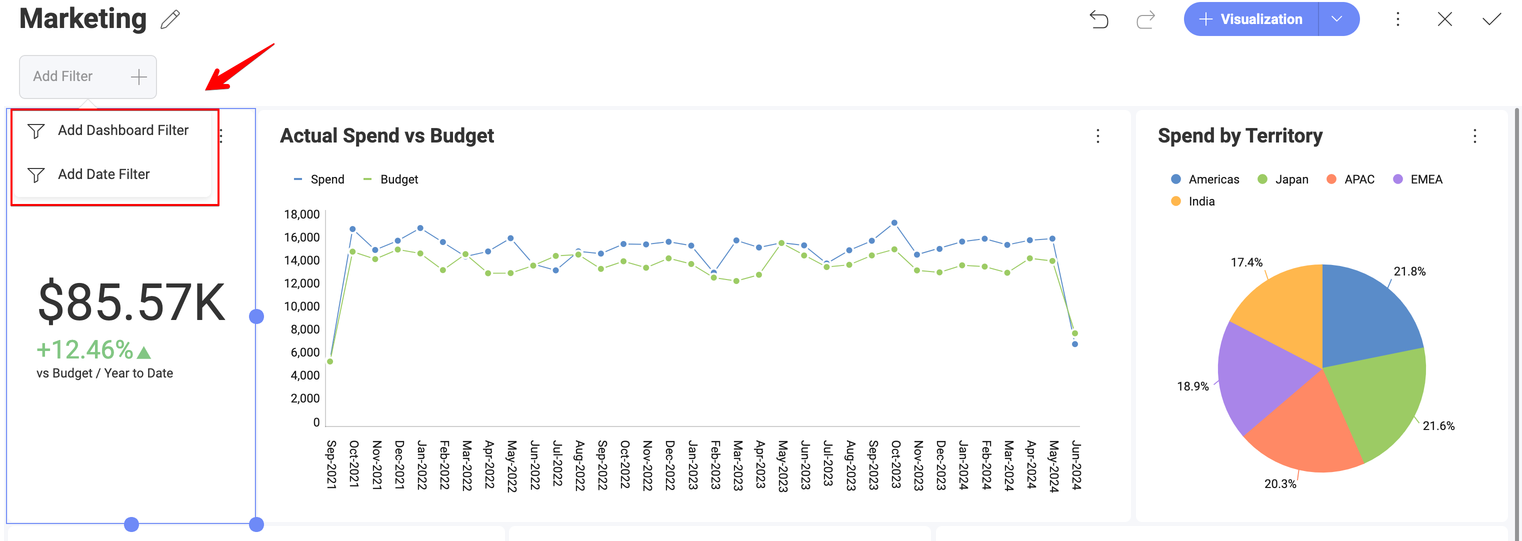 Marketing
Visualization
Add Filter
Add Dashboard Filter
Add Date Filter
$85.57K
+12.46%
vs Budget / Year to Date
Actual Spend vs Budget
Spend Budget
18,000
16,000
14,000
12,000
10,000
8,000
6,000
4,000
2,000
0
Sep-2021
Oct-2021
Nov-2021
Dec-2021
Jan-2022
Feb-2022
Mar-2022
Apr-2022
May-2022
Jun-2022
Jul-2022
Aug-2022
Sep-2022
Oct-2022
Nov-2022
Dec-2022
Jan-2023
Feb-2023
Mar-2023
Apr-2023
May-2023
Jun-2023
Jul-2023
Aug-2023
Sep-2023
Oct-2023
Nov-2023
Dec-2023
Jan-2024
Feb-2024
Mar-2024
Apr-2024
May-2024
Jun-2024
Spend by Territory
Americas Japan APAC EMEA
India
17.4%
21.8%
18.9%
21.6%
20.3%